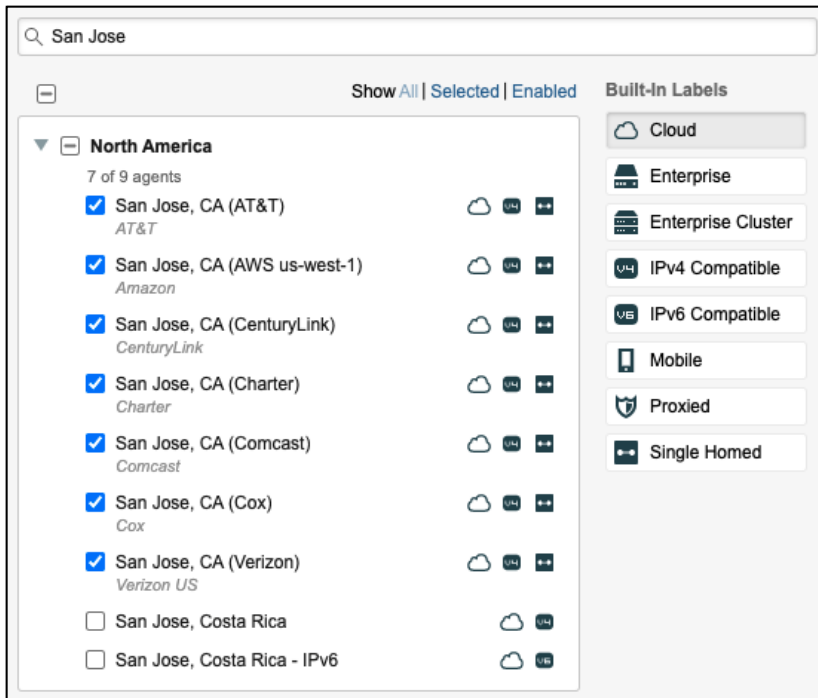 San Jose
Show All | Selected | Enabled
North America
7 of 9 agents
San Jose, CA (AT&T)
AT&T
San Jose, CA (AWS us-west-1)
Amazon
San Jose, CA (CenturyLink)
CenturyLink
San Jose, CA (Charter)
Charter
San Jose, CA (Comcast)
Comcast
San Jose, CA (Cox)
Cox
San Jose, CA (Verizon)
Verizon US
San Jose, Costa Rica
San Jose, Costa Rica - IPv6
Built-In Labels
Cloud
Enterprise
Enterprise Cluster
V4 IPv4 Compatible
V6 IPv6 Compatible
Mobile
Proxied
Single Homed